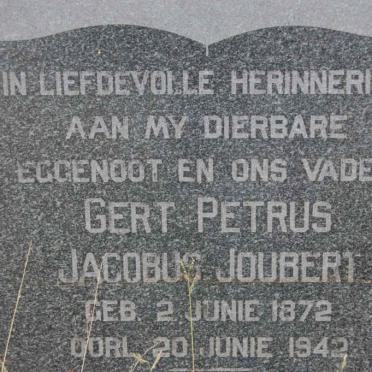 IN LIEFDEVOLLE HERINNERI
AAN MY DIERBARE
EGGENOOT EN ONS VADE
GERT PETRUS
JACOBUS JOUBERT
GEB. 2 JUNIE 1872
OORL. 20 JUNIE 1942